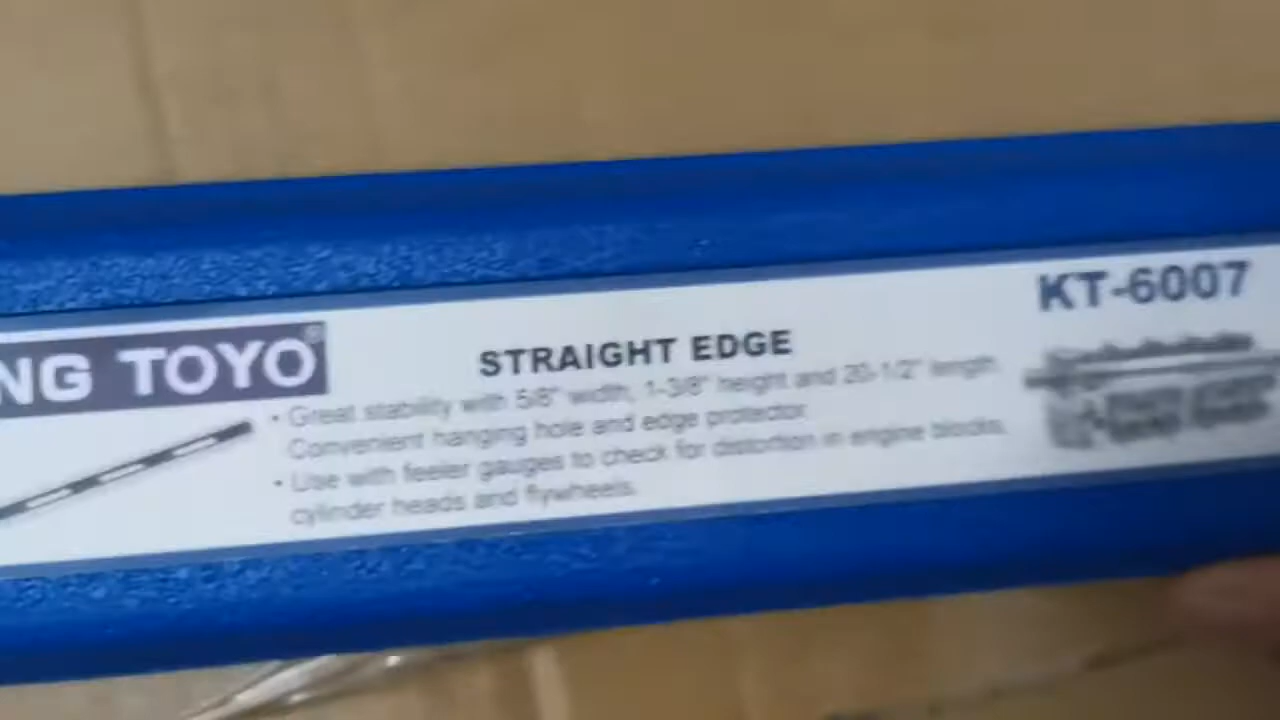 NG TOYO®
KT-6007
STRAIGHT EDGE
• Great stability with 5/8" width, 1-3/8" height and 20-1/2" length.
Convenient hanging hole and edge protector.
• Use with feeler gauges to check for distortion in engine blocks,
cylinder heads and flywheels.